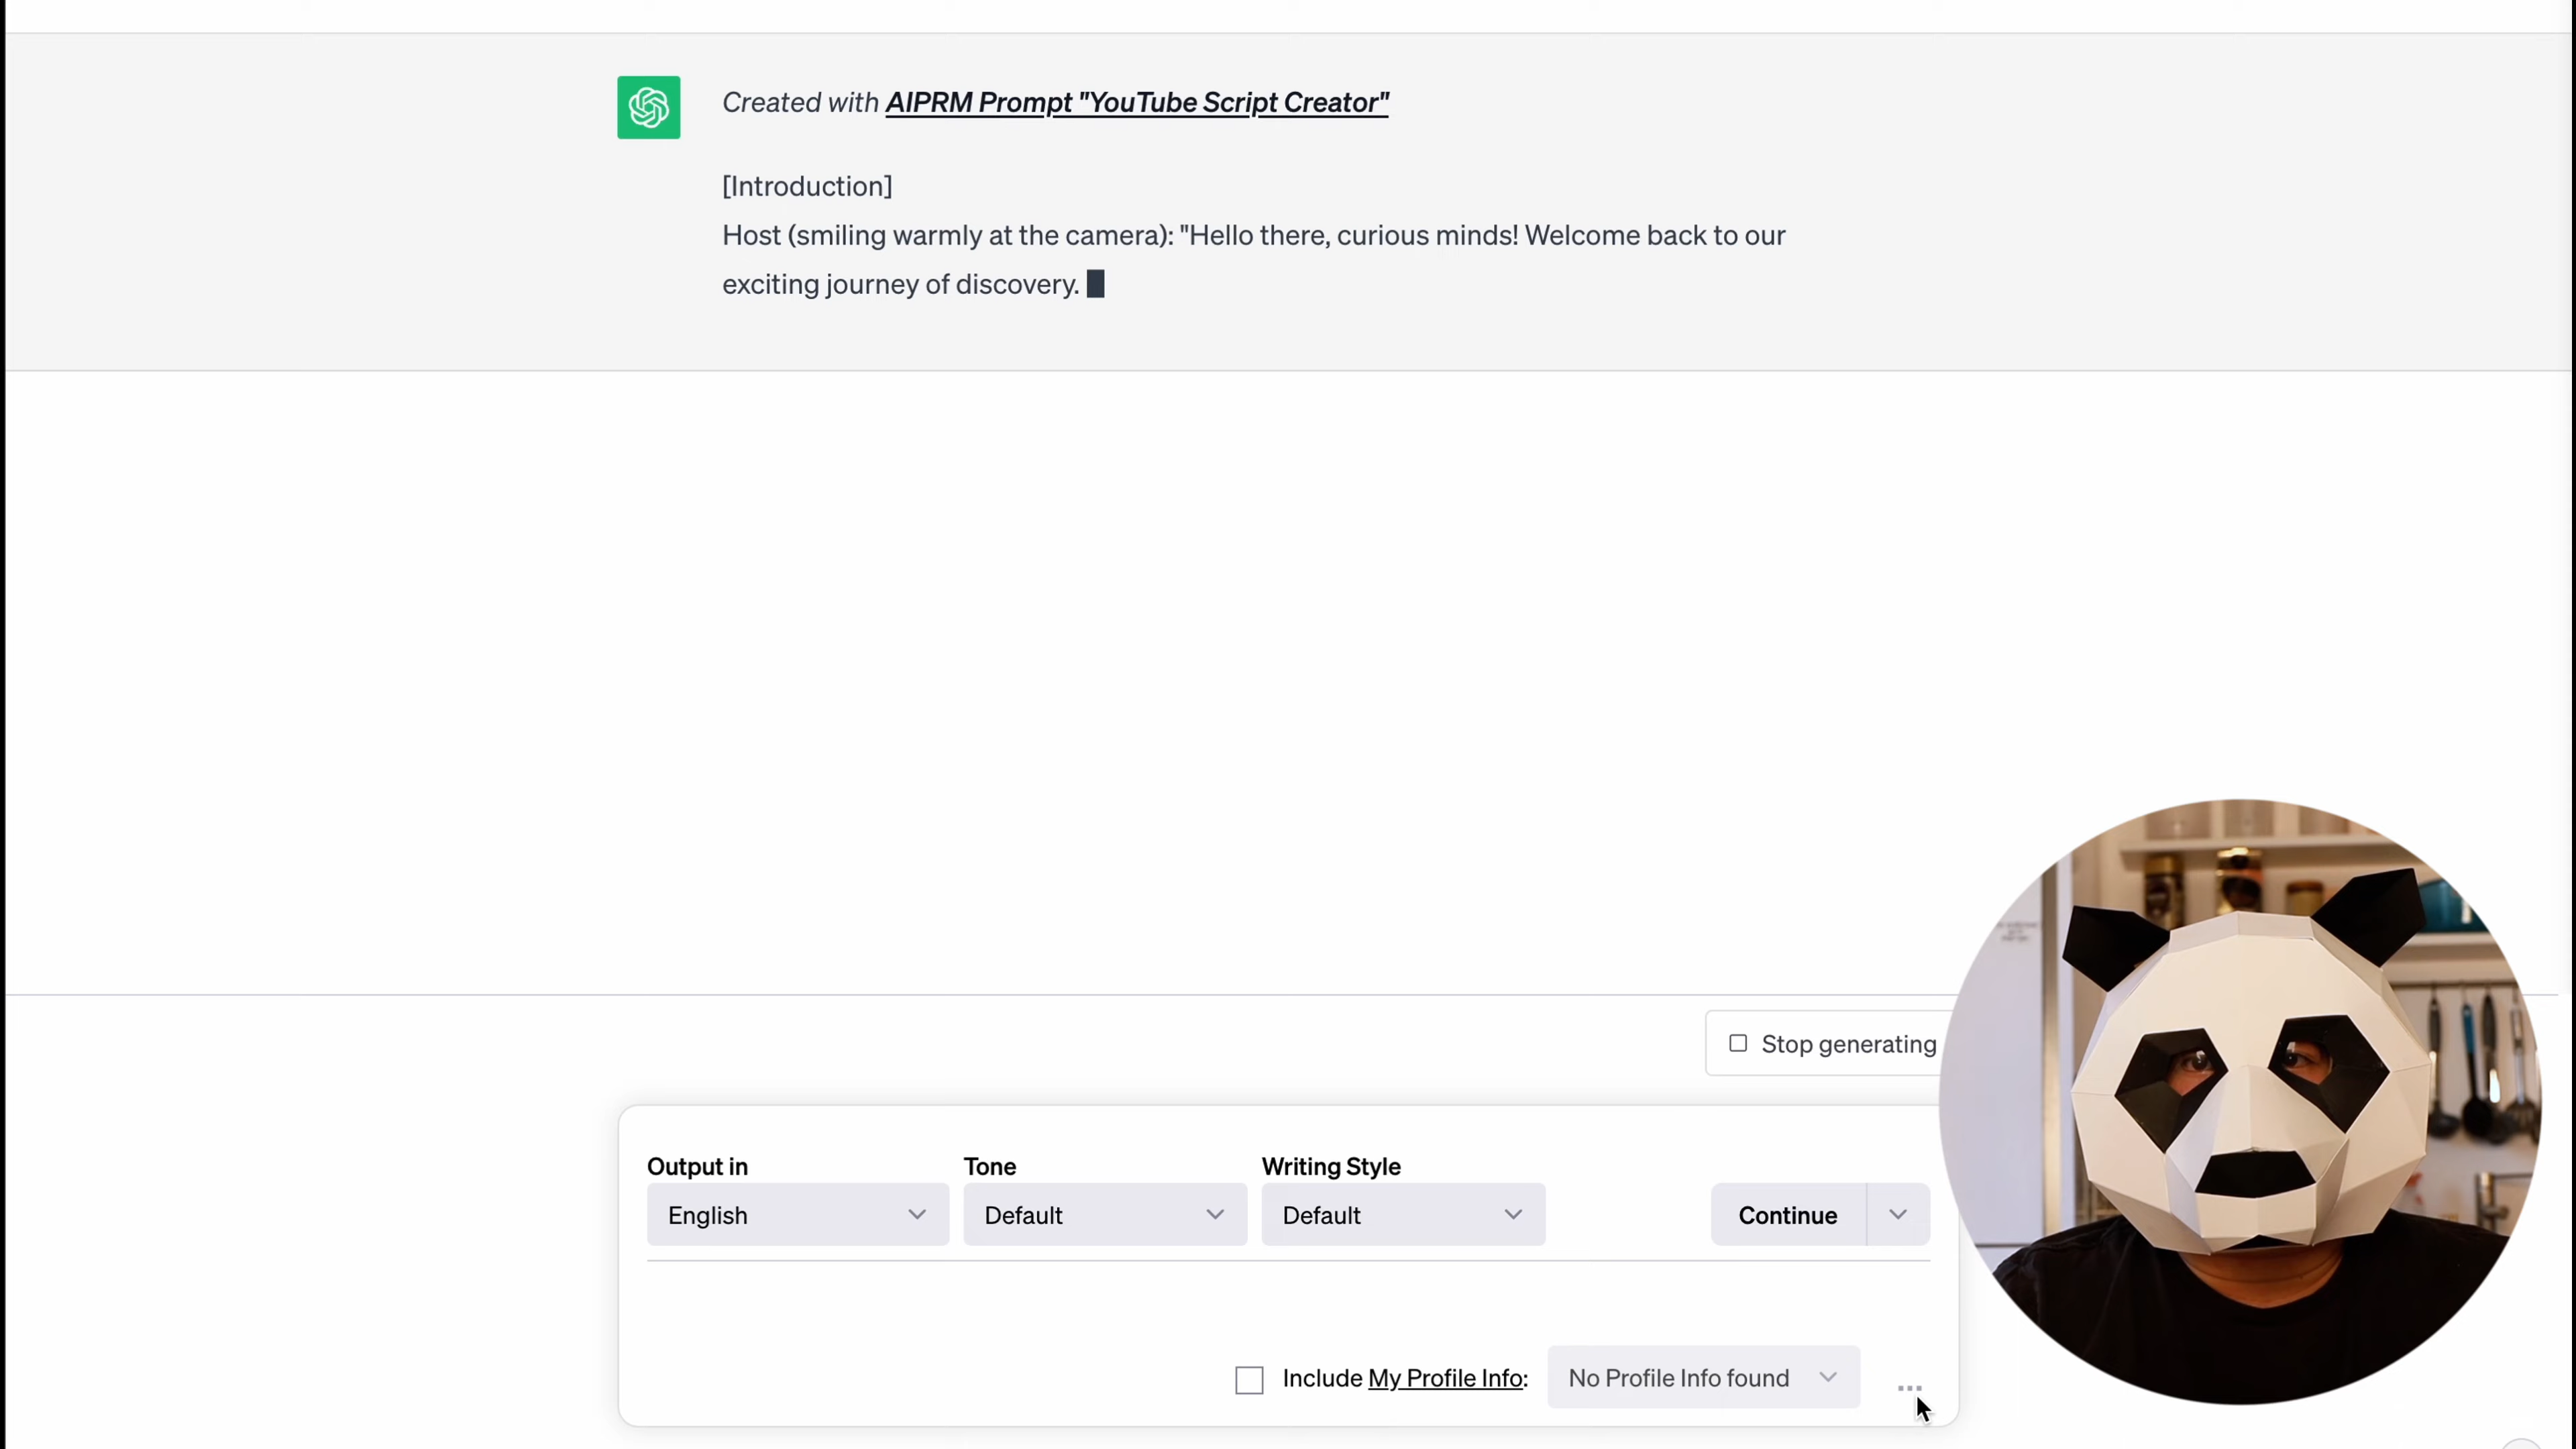 Created with AIPRM Prompt "YouTube Script Creator"
[Introduction]
Host (smiling warmly at the camera): "Hello there, curious minds! Welcome back to our
exciting journey of discovery.
Stop generating
Output in Tone Writing Style
English Default Default Continue
Include My Profile Info: No Profile Info found